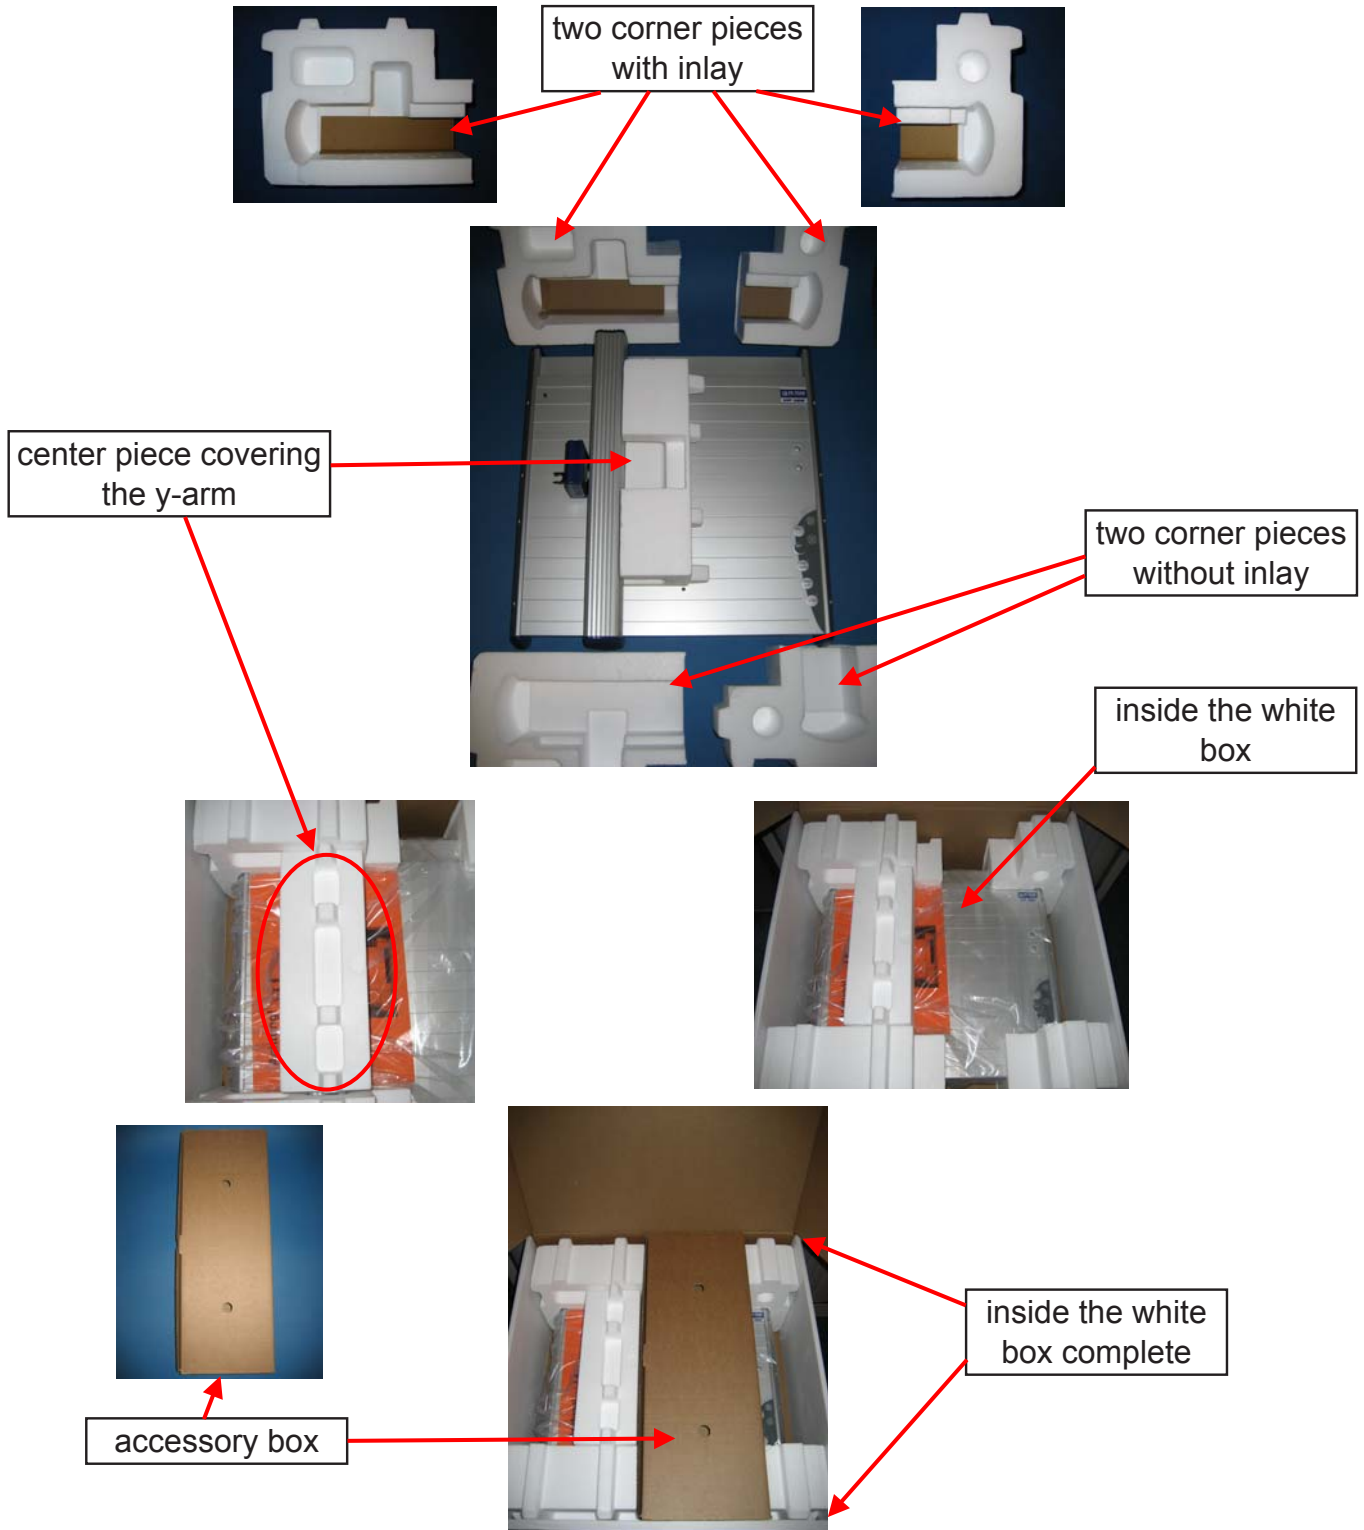 two corner pieces
with inlay
center piece covering
the y-arm
two corner pieces
without inlay
inside the white
box
inside the white
box complete
accessory box